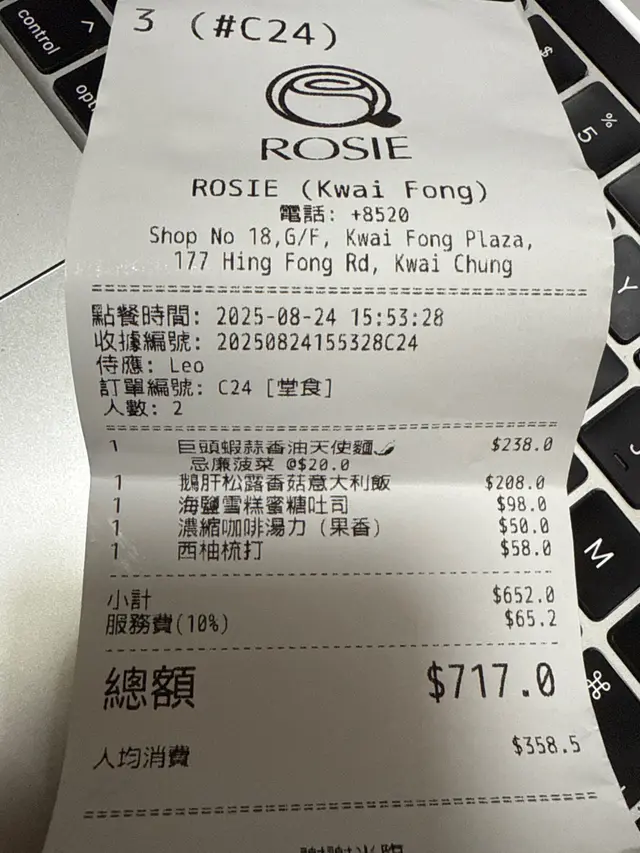 3 (#C24)
ROSIE
ROSIE (Kwai Fong)
電話: +8520
Shop No 18,G/F, Kwai Fong Plaza,
177 Hing Fong Rd, Kwai Chung
點餐時間: 2025-08-24 15:53:28
收據編號: 20250824155328C24
侍應: Leo
訂單編號: C24 [堂食]
人數: 2
1 巨頭蝦蒜香油天使麵🌶 $238.0
忌廉菠菜 @$20.0
1 鵝肝松露香菇意大利飯 $208.0
1 海鹽雪糕蜜糖吐司 $98.0
1 濃縮咖啡湯力 (果香) $50.0
1 西柚梳打 $58.0
小計 $652.0
服務費(10%) $65.2
總額 $717.0
人均消費 $358.5
control
%
5
$
Y
J
M
⌘